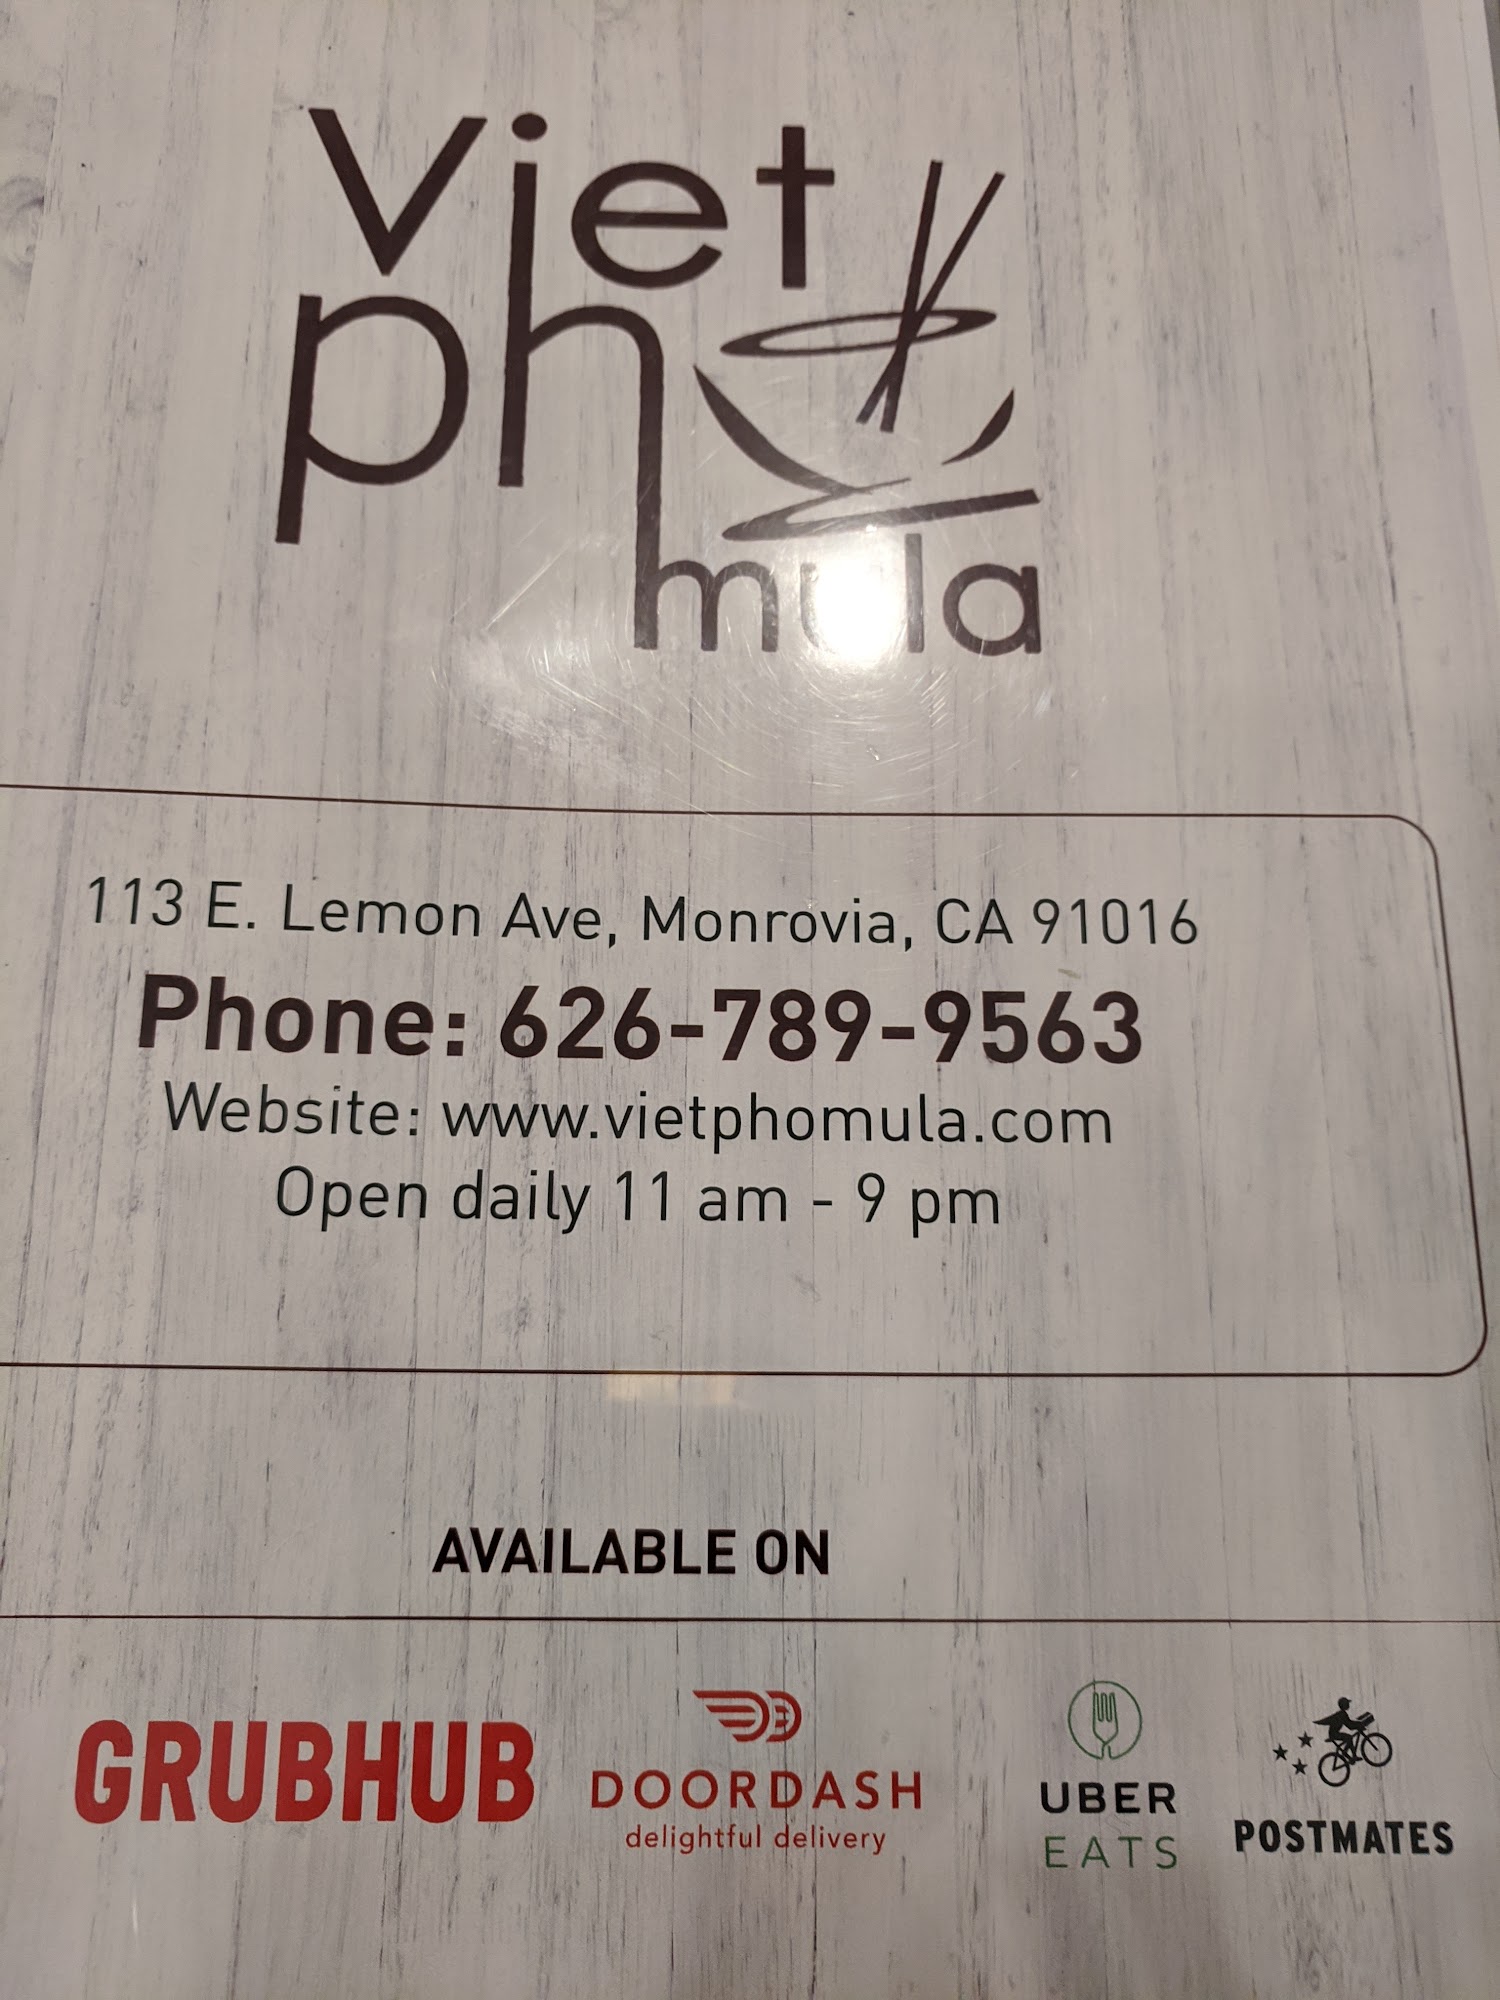 Viet
pho
mula
113 E. Lemon Ave, Monrovia, CA 91016
Phone: 626-789-9563
Website: www.vietphomula.com
Open daily 11 am - 9 pm
AVAILABLE ON
GRUBHUB
DOORDASH
delightful delivery
UBER
EATS
POSTMATES